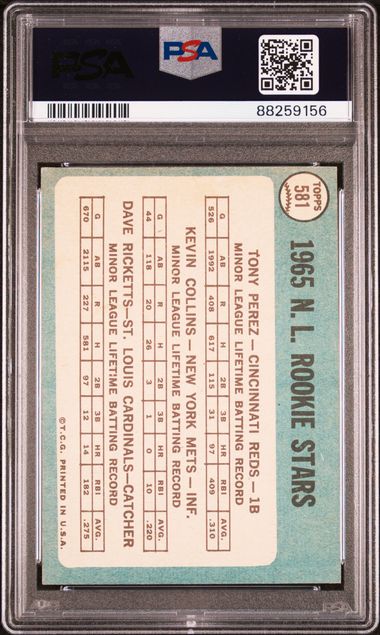 PSA
PSA
88259156
TOPPS
581
1965 N. L. ROOKIE STARS
TONY PEREZ—CINCINNATI REDS—1B
MINOR LEAGUE LIFETIME BATTING RECORD
G AB R H 2B 3B HR RBI AVG.
526 1992 408 617 115 31 97 409 .310
KEVIN COLLINS—NEW YORK METS—INF.
MINOR LEAGUE LIFETIME BATTING RECORD
G AB R H 2B 3B HR RBI AVG.
44 118 20 26 3 1 0 10 .220
DAVE RICKETTS—ST. LOUIS CARDINALS—CATCHER
MINOR LEAGUE LIFETIME BATTING RECORD
G AB R H 2B 3B HR RBI AVG.
670 2115 227 581 97 12 14 182 .275
© T.C.G. PRINTED IN U.S.A.